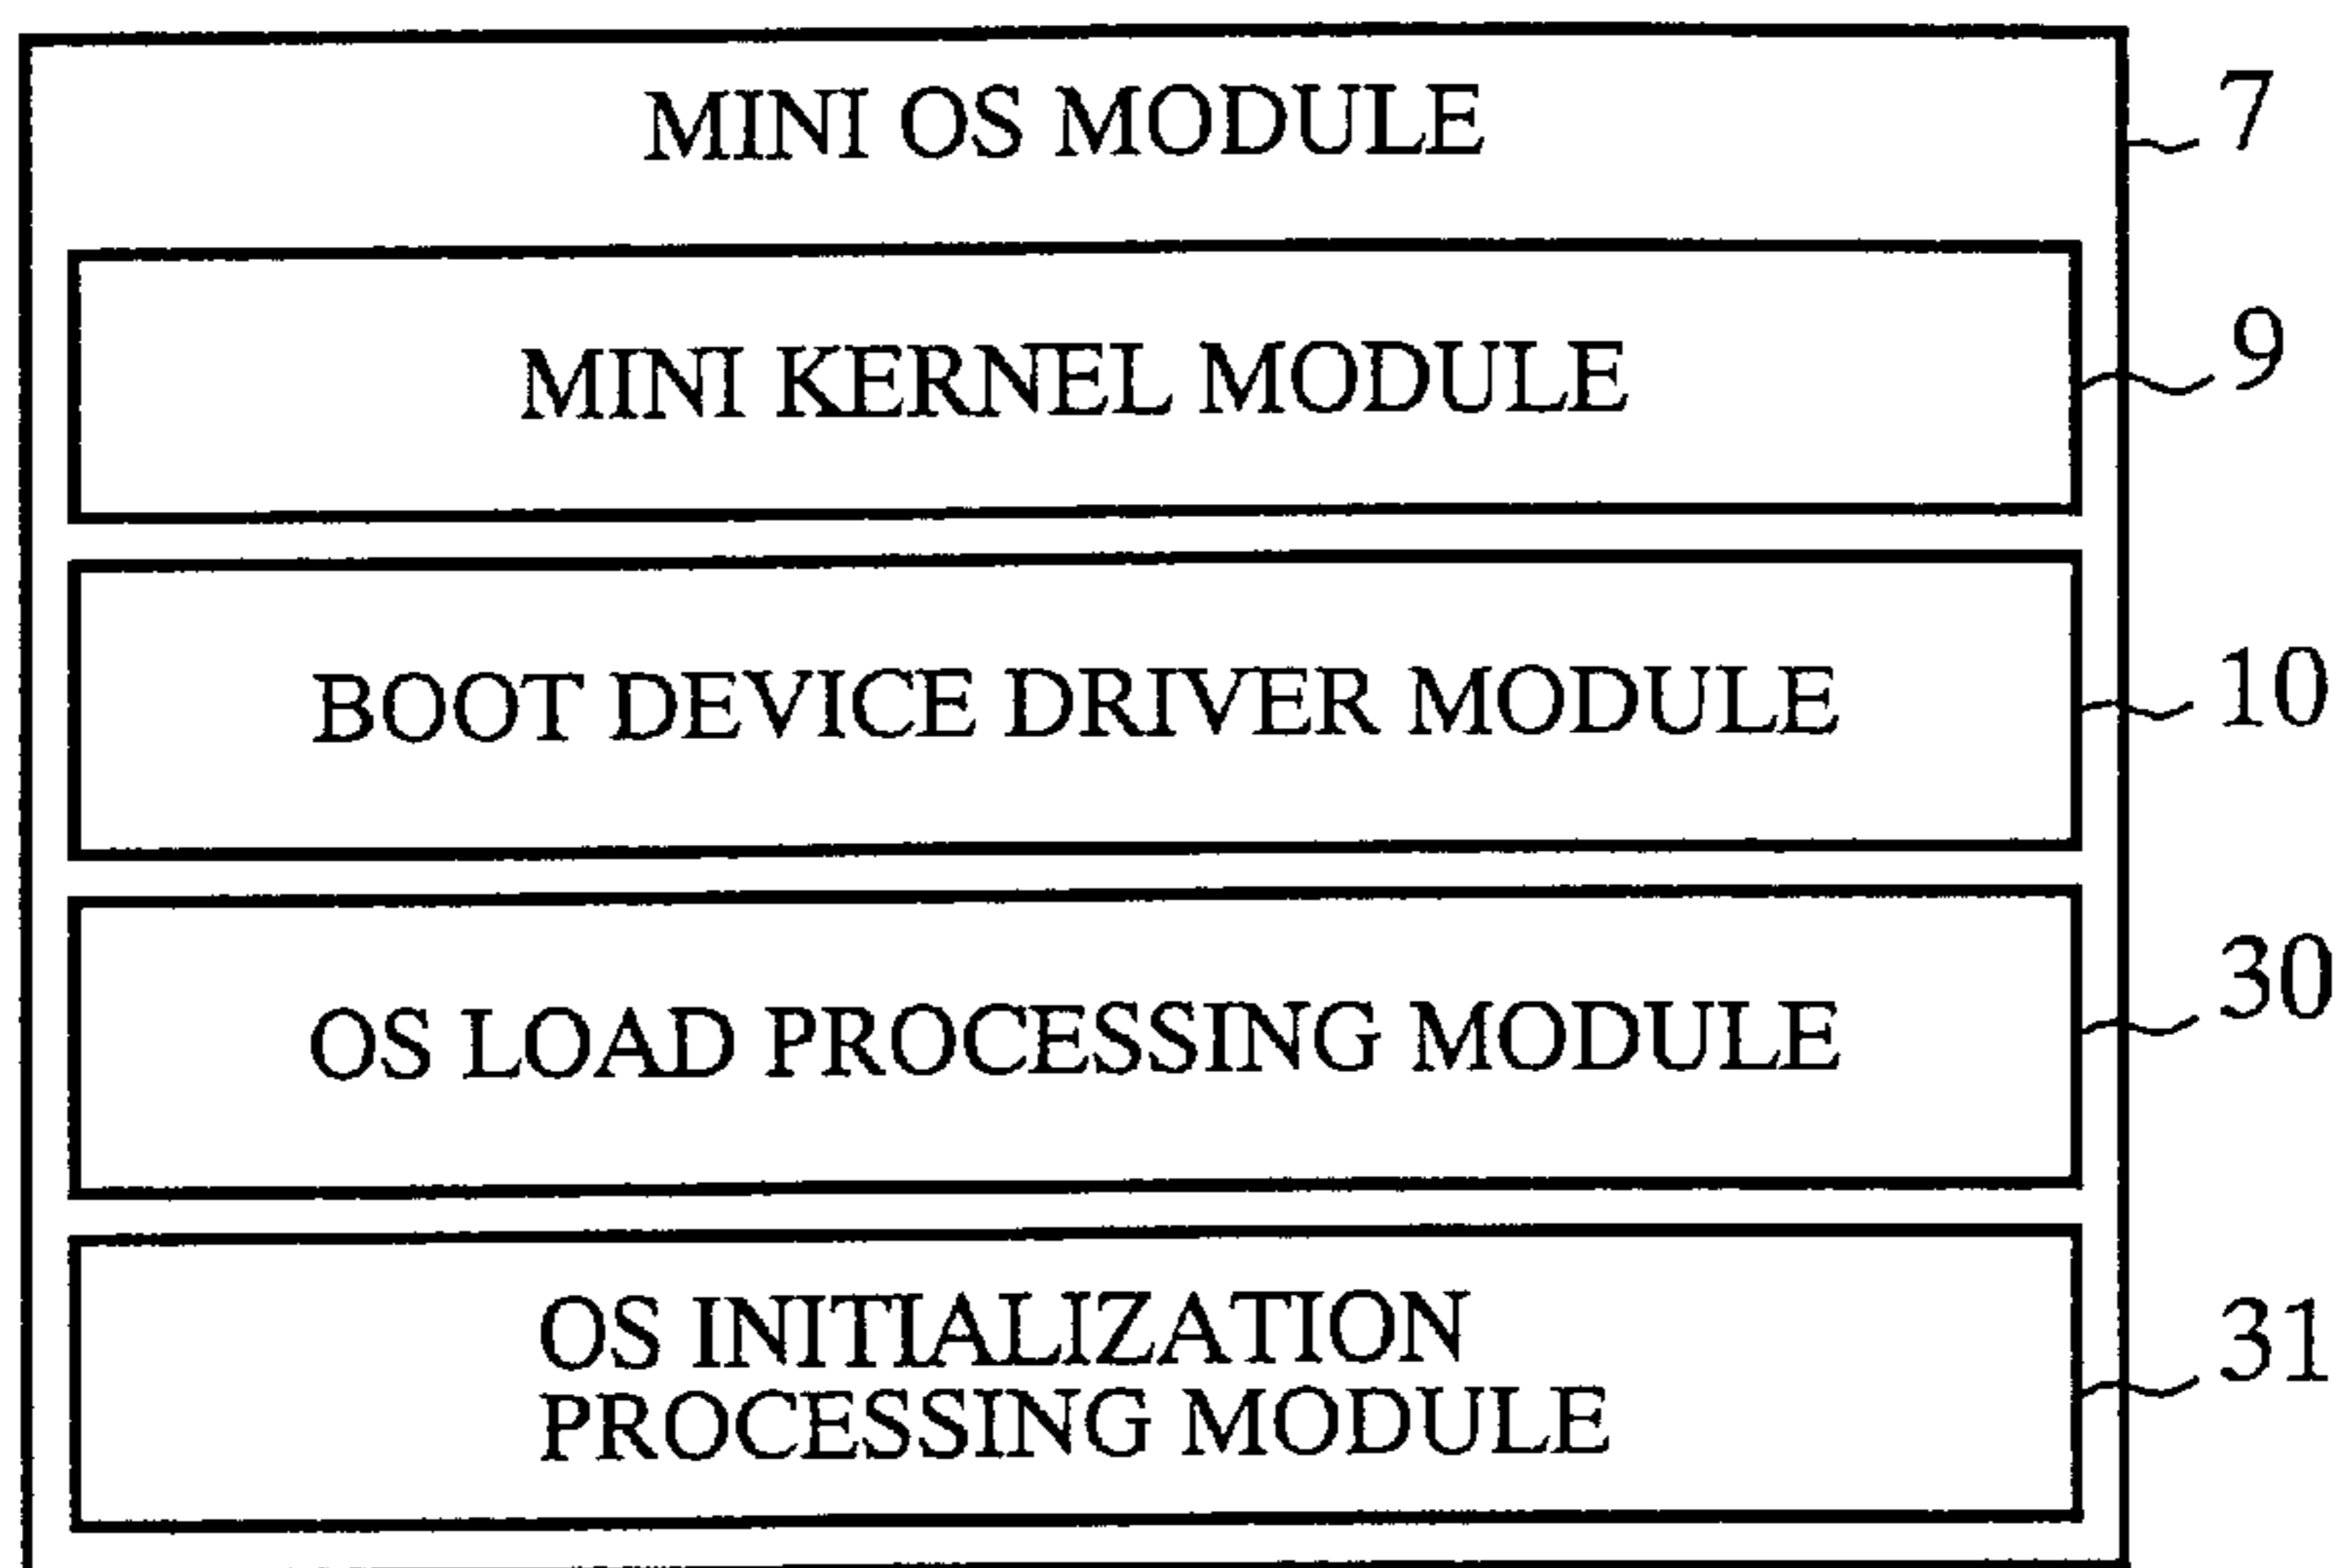 MINI OS MODULE
7
MINI KERNEL MODULE
9
BOOT DEVICE DRIVER MODULE
10
OS LOAD PROCESSING MODULE
30
OS INITIALIZATION
PROCESSING MODULE
31